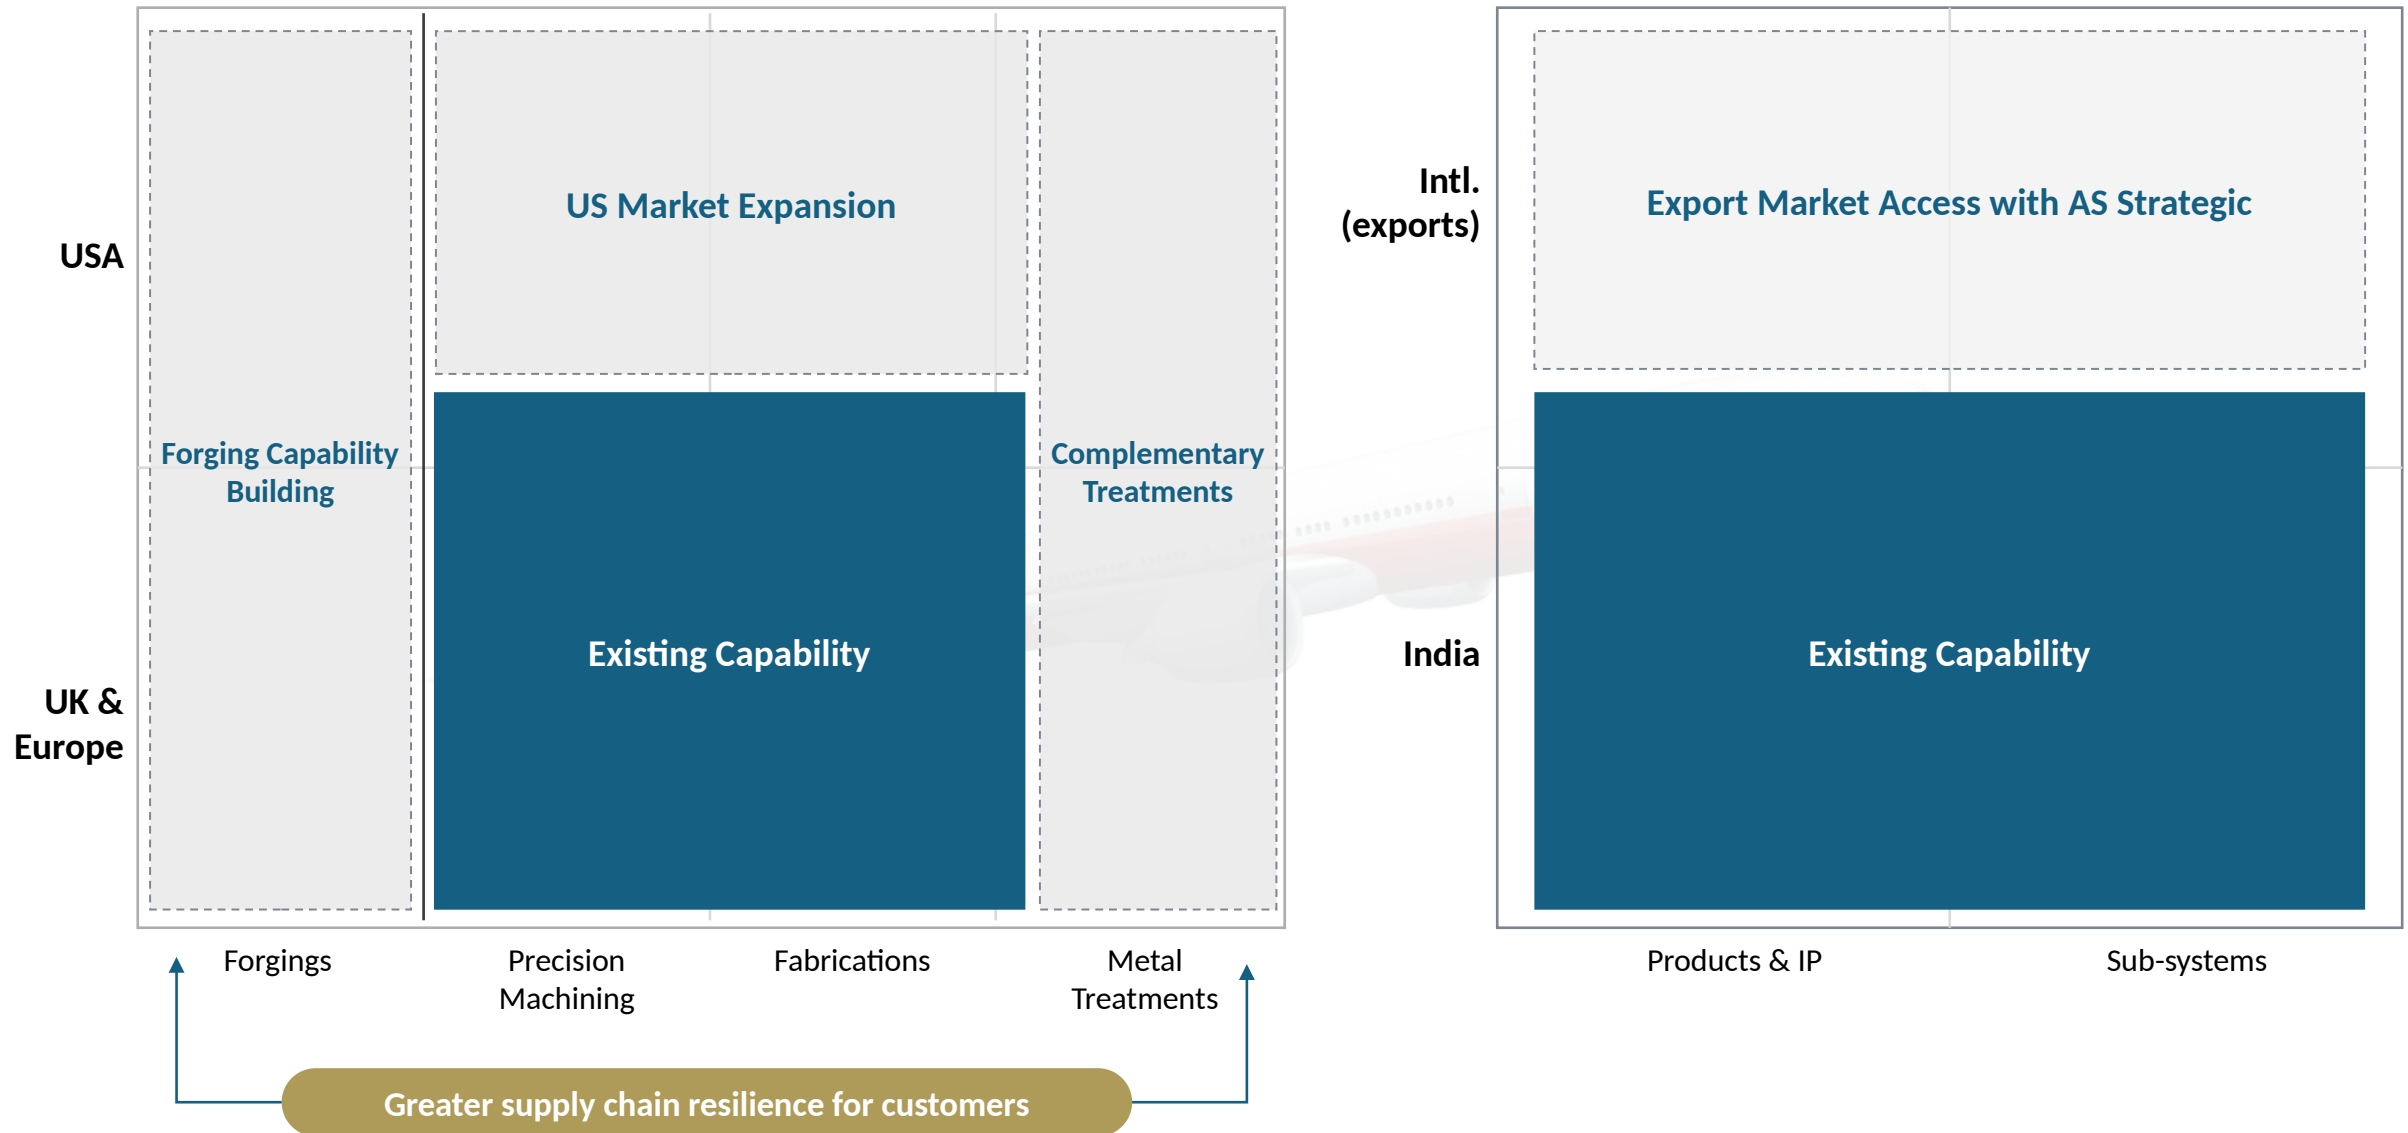 USA
UK &
Europe
Forging Capability
Building
US Market Expansion
Existing Capability
Complementary
Treatments
Forgings
Precision
Machining
Fabrications
Metal
Treatments
Greater supply chain resilience for customers
Intl.
(exports)
India
Export Market Access with AS Strategic
Existing Capability
Products & IP
Sub-systems